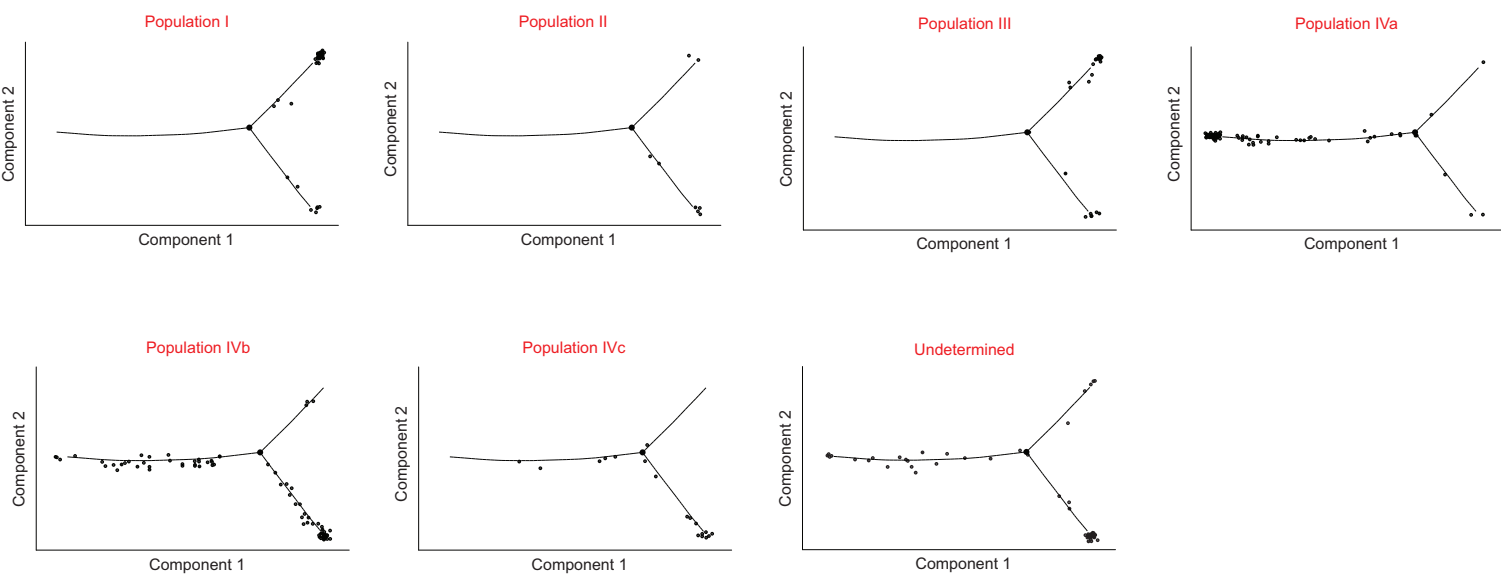 Population I
Component 2
Component 1
Population II
Component 2
Component 1
Population III
Component 2
Component 1
Population IVa
Component 2
Component 1
Population IVb
Component 2
Component 1
Population IVc
Component 2
Component 1
Undetermined
Component 2
Component 1